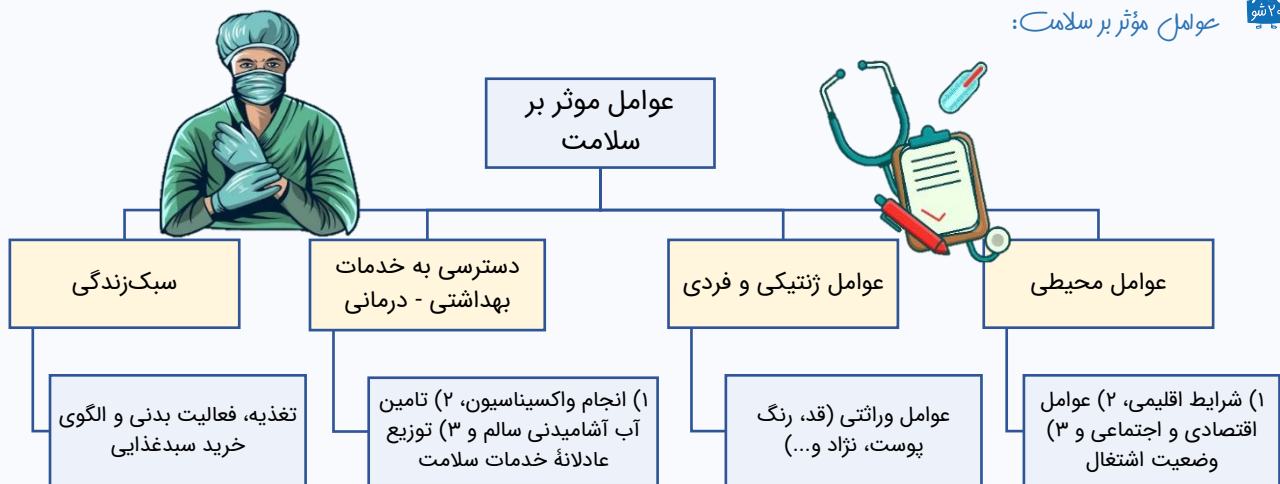 ۲۰شو
عوامل مؤثر بر سلامت:
عوامل موثر بر
سلامت
عوامل محیطی
عوامل ژنتیکی و فردی
دسترسی به خدمات
بهداشتی - درمانی
سبک‌زندگی
۱) شرایط اقلیمی، ۲) عوامل
اقتصادی و اجتماعی و ۳)
وضعیت اشتغال
عوامل وراثتی (قد، رنگ
پوست، نژاد و...)
۱) انجام واکسیناسیون، ۲) تامین
آب آشامیدنی سالم و ۳) توزیع
عادلانۀ خدمات سلامت
تغذیه، فعالیت بدنی و الگوی
خرید سبدغذایی